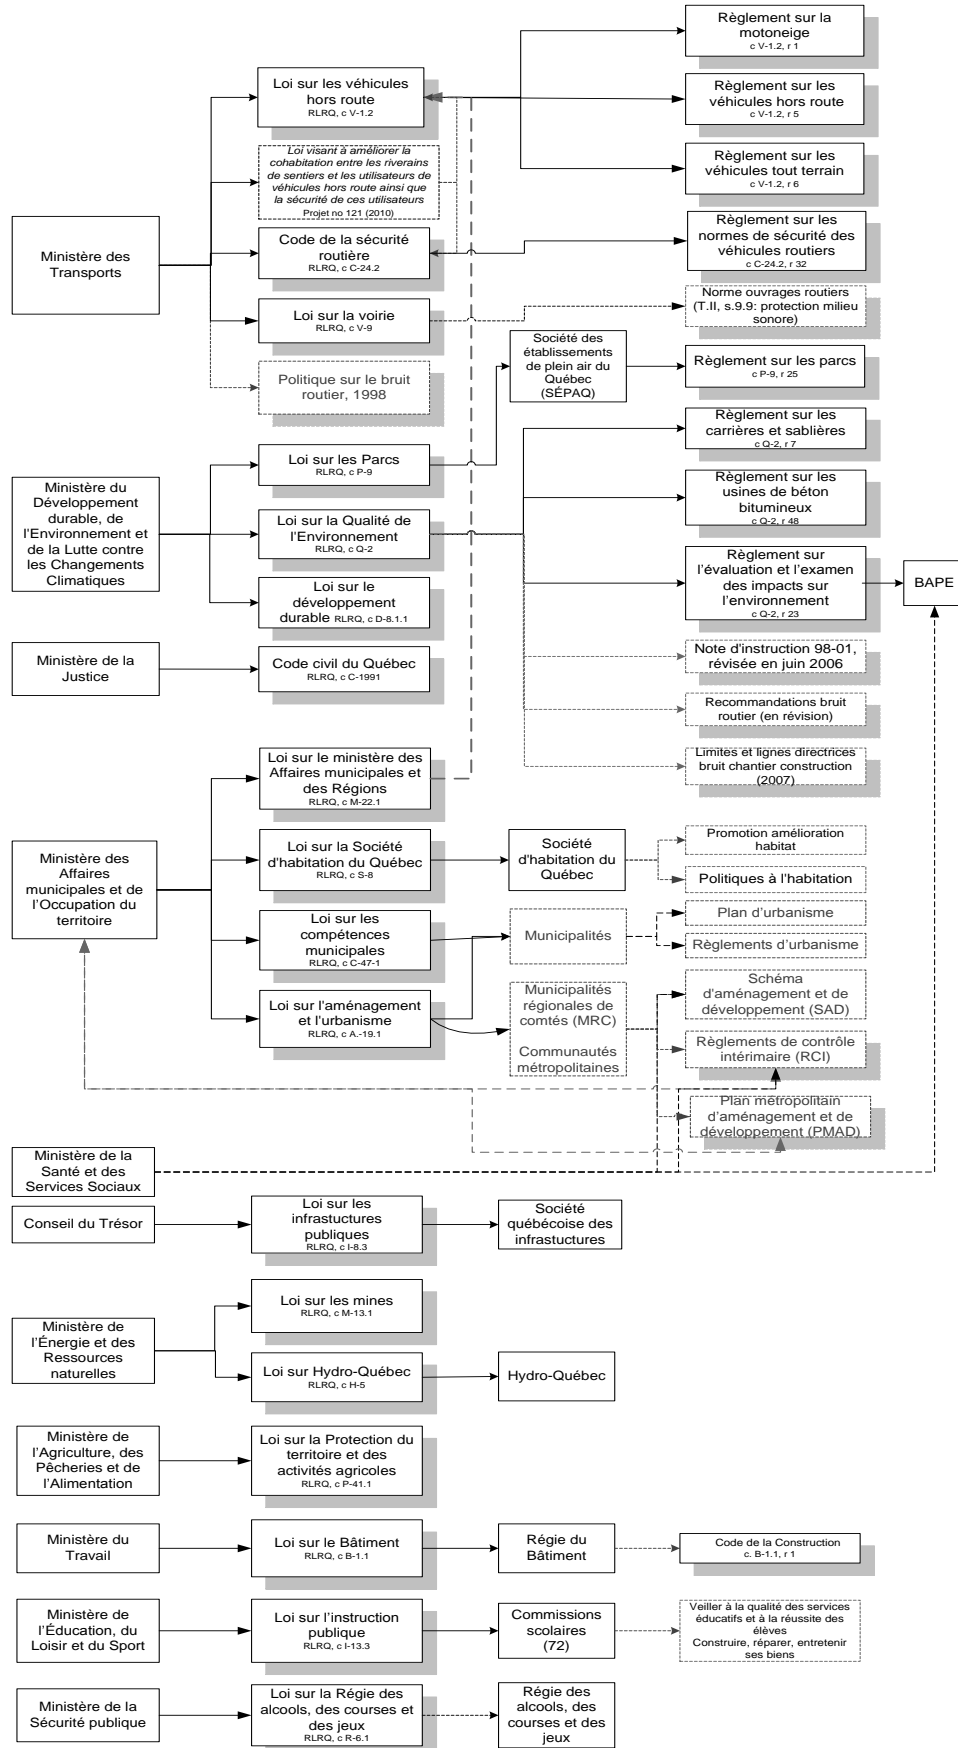 Ministère des
Transports
Loi sur les véhicules
hors route
RLRQ, c V-1.2
Loi visant à améliorer la
cohabitation entre les riverains
de sentiers et les utilisateurs de
véhicules hors route ainsi que
la sécurité de ces utilisateurs
Projet no 121 (2010)
Code de la sécurité
routière
RLRQ, c C-24.2
Loi sur la voirie
RLRQ, c V-9
Politique sur le bruit
routier, 1998
Règlement sur la
motoneige
c V-1.2, r 1
Règlement sur les
véhicules hors route
c V-1.2, r 5
Règlement sur les
véhicules tout terrain
c V-1.2, r 6
Règlement sur les
normes de sécurité des
véhicules routiers
c C-24.2, r 32
Norme ouvrages routiers
(T.II, s.9.9: protection milieu
sonore)
Ministère du
Développement
durable, de
l'Environnement et
de la Lutte contre
les Changements
Climatiques
Loi sur les Parcs
RLRQ, c P-9
Loi sur la Qualité de
l'Environnement
RLRQ, c Q-2
Loi sur le
développement
durable RLRQ, c D-8.1.1
Société des
établissements
de plein air du
Québec
(SÉPAQ)
Règlement sur les parcs
c P-9, r 25
Règlement sur les
carrières et sablières
c Q-2, r 7
Règlement sur les
usines de béton
bitumineux
c Q-2, r 48
Règlement sur
l'évaluation et l'examen
des impacts sur
l'environnement
c Q-2, r 23
BAPE
Note d'instruction 98-01,
révisée en juin 2006
Recommandations bruit
routier (en révision)
Limites et lignes directrices
bruit chantier construction
(2007)
Ministère de la
Justice
Code civil du Québec
RLRQ, c C-1991
Ministère des
Affaires
municipales et de
l'Occupation du
territoire
Loi sur le ministère des
Affaires municipales et
des Régions
RLRQ, c M-22.1
Loi sur la Société
d'habitation du Québec
RLRQ, c S-8
Loi sur les
compétences
municipales
RLRQ, c C-47-1
Loi sur l'aménagement
et l'urbanisme
RLRQ, c A.-19.1
Société
d'habitation du
Québec
Municipalités
Municipalités
régionales de
comtés (MRC)
Communautés
métropolitaines
Promotion amélioration
habitat
Politiques à l'habitation
Plan d'urbanisme
Règlements d'urbanisme
Schéma
d'aménagement et de
développement (SAD)
Règlements de contrôle
intérimaire (RCI)
Plan métropolitain
d'aménagement et de
développement (PMAD)
Ministère de la
Santé et des
Services Sociaux
Conseil du Trésor
Loi sur les
infrastuctures
publiques
RLRQ, c I-8.3
Société
québécoise des
infrastuctures
Ministère de
l'Énergie et des
Ressources
naturelles
Loi sur les mines
RLRQ, c M-13.1
Loi sur Hydro-Québec
RLRQ, c H-5
Hydro-Québec
Ministère de
l'Agriculture, des
Pêcheries et de
l'Alimentation
Loi sur la Protection du
territoire et des
activités agricoles
RLRQ, c P-41.1
Ministère du
Travail
Loi sur le Bâtiment
RLRQ, c B-1.1
Régie du
Bâtiment
Code de la Construction
c. B-1.1, r 1
Ministère de
l'Éducation, du
Loisir et du Sport
Loi sur l'instruction
publique
RLRQ, c I-13.3
Commissions
scolaires
(72)
Veiller à la qualité des services
éducatifs et à la réussite des
élèves
Construire, réparer, entretenir
ses biens
Ministère de la
Sécurité publique
Loi sur la Régie des
alcools, des courses et
des jeux
RLRQ, c R-6.1
Régie des
alcools, des
courses et des
jeux